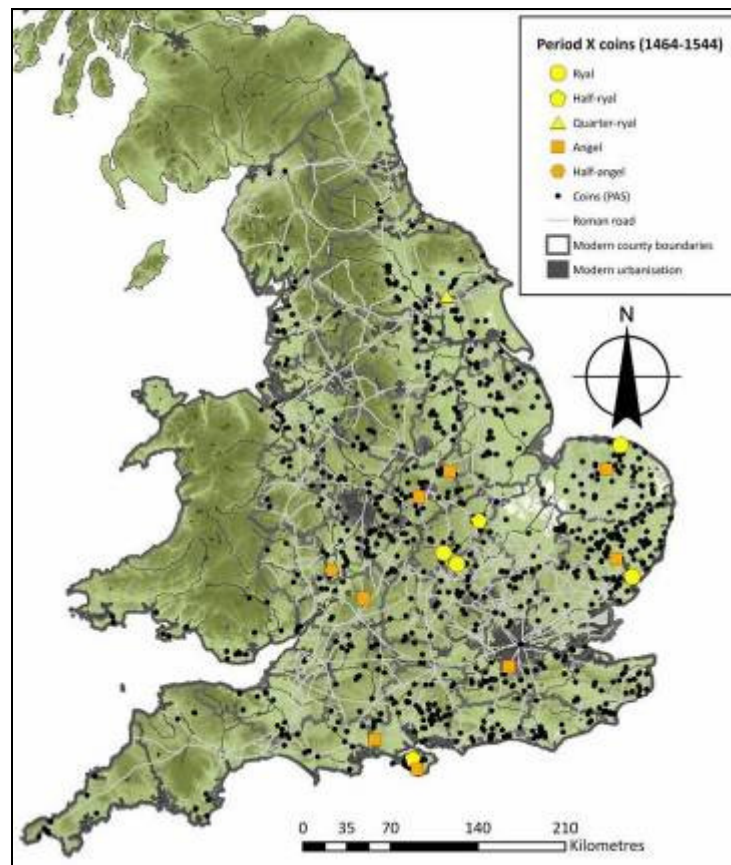 Period X coins (1464-1544)
Ryal
Half-ryal
Quarter-ryal
Angel
Half-angel
Coins (PAS)
Roman road
Modern county boundaries
Modern urbanisation
N
0 35 70 140 210
Kilometres